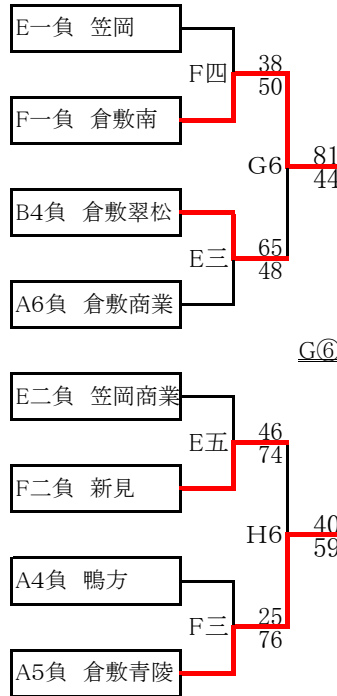 E一負 笠岡
F四
38
50
F一負 倉敷南
G6
81
44
B4負 倉敷翠松
E三
65
48
A6負 倉敷商業
G⑥
E二負 笠岡商業
E五
46
74
F二負 新見
H6
40
59
A4負 鴨方
F三
25
76
A5負 倉敷青陵